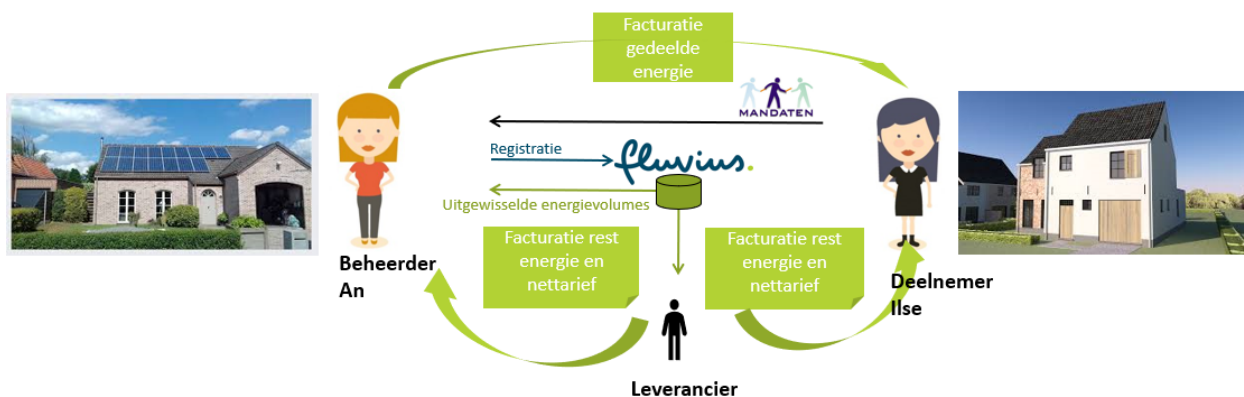 Facturatie
gedeelde
energie
MANDATEN
Registratie
fluvius.
Uitgewisselde energievolumes
Facturatie rest
energie en
nettarief
Facturatie rest
energie en
nettarief
Beheerder
An
Deelnemer
Ilse
Leverancier